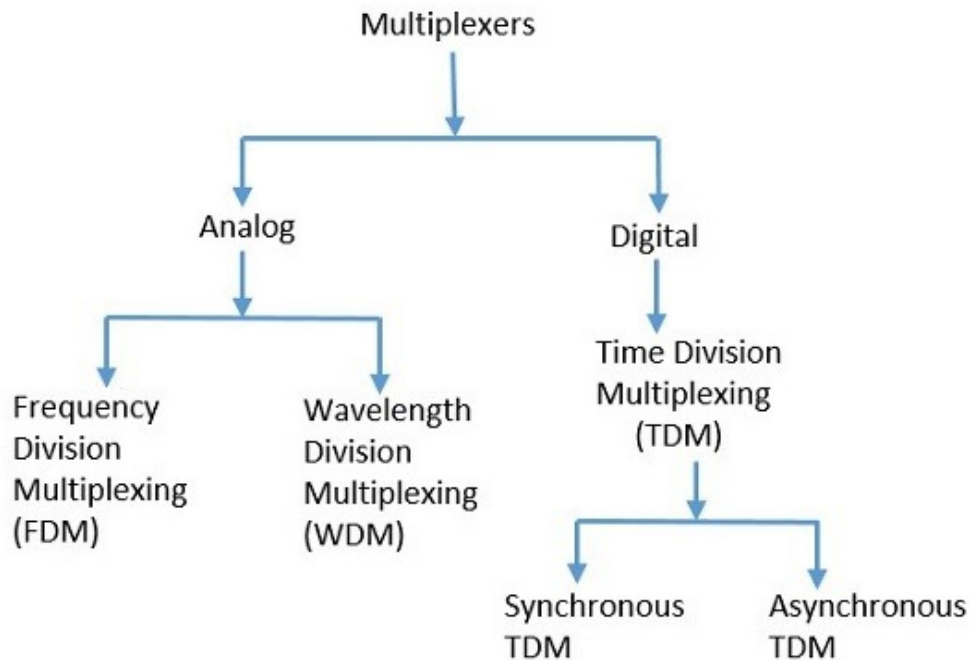 Multiplexers
Analog
Digital
Frequency
Division
Multiplexing
(FDM)
Wavelength
Division
Multiplexing
(WDM)
Time Division
Multiplexing
(TDM)
Synchronous
TDM
Asynchronous
TDM